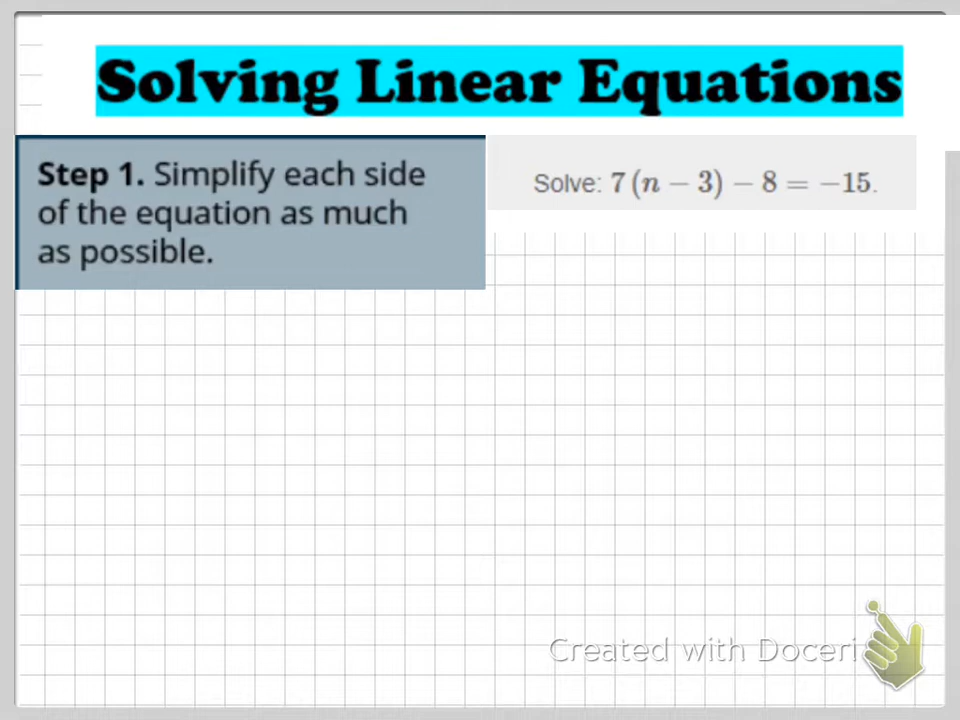 Solving Linear Equations
Step 1. Simplify each side
of the equation as much
as possible.
Solve: 7 (n − 3) − 8 = −15.
Created with Doceri